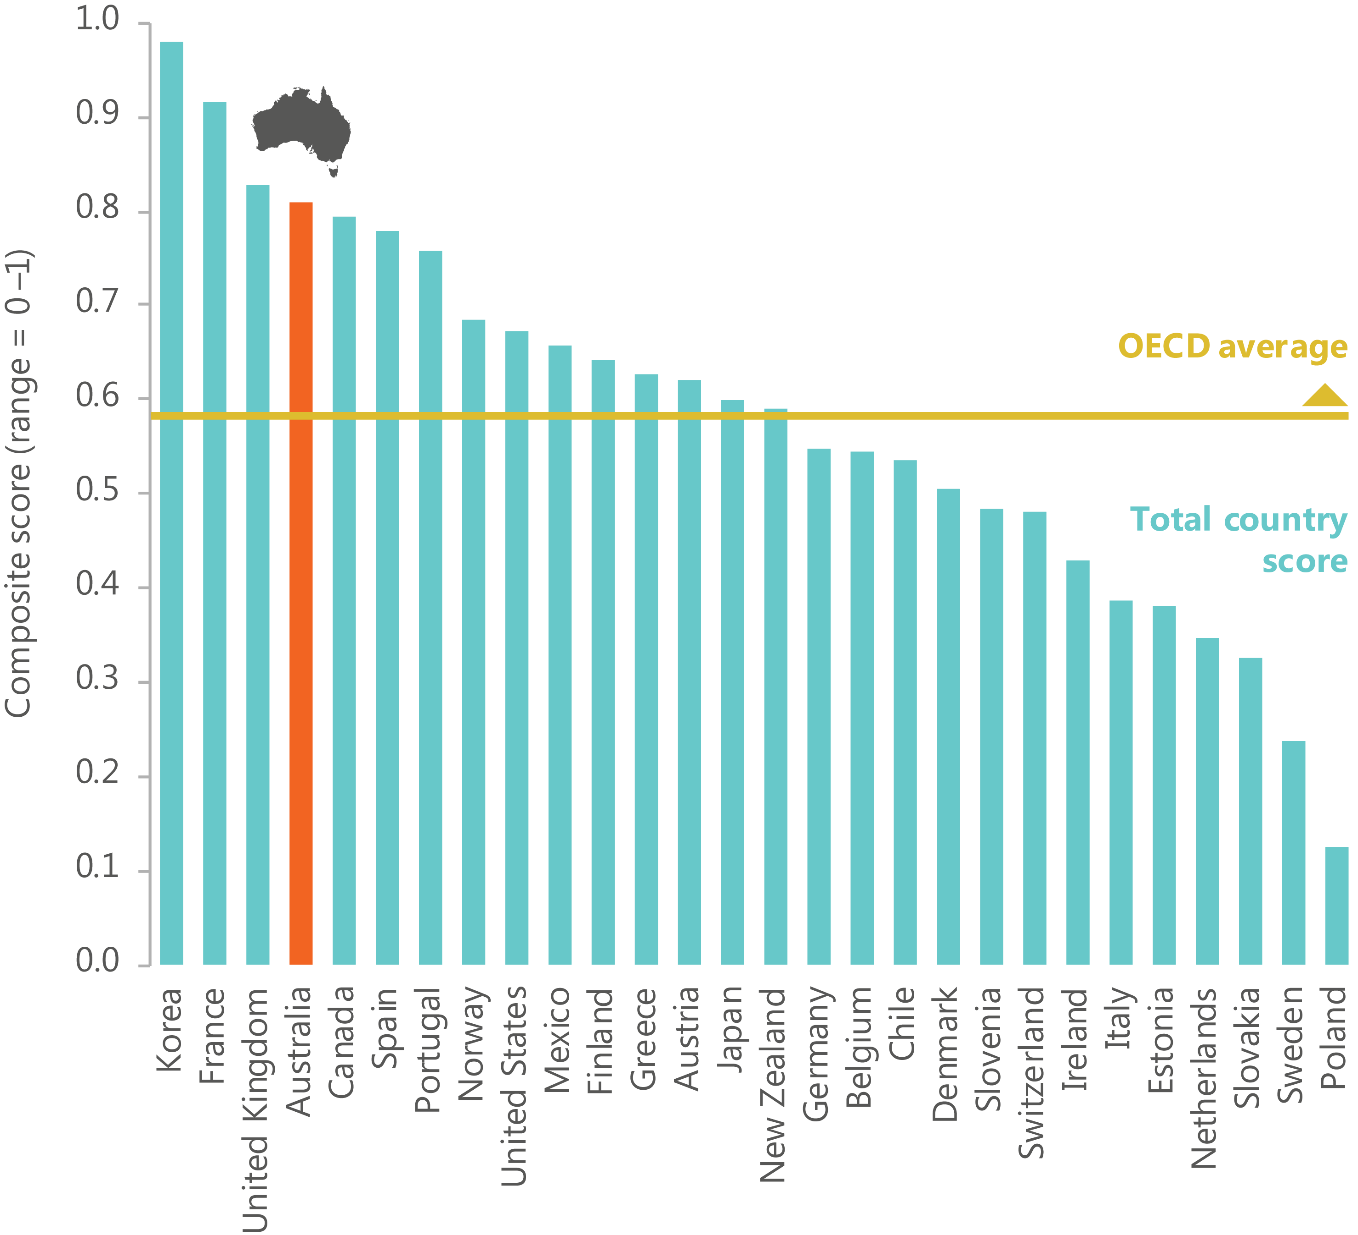 Composite score (range = 0–1)
1.0
0.9
0.8
0.7
0.6
0.5
0.4
0.3
0.2
0.1
0.0
OECD average
Total country
score
Korea
France
United Kingdom
Australia
Canada
Spain
Portugal
Norway
United States
Mexico
Finland
Greece
Austria
Japan
New Zealand
Germany
Belgium
Chile
Denmark
Slovenia
Switzerland
Ireland
Italy
Estonia
Netherlands
Slovakia
Sweden
Poland